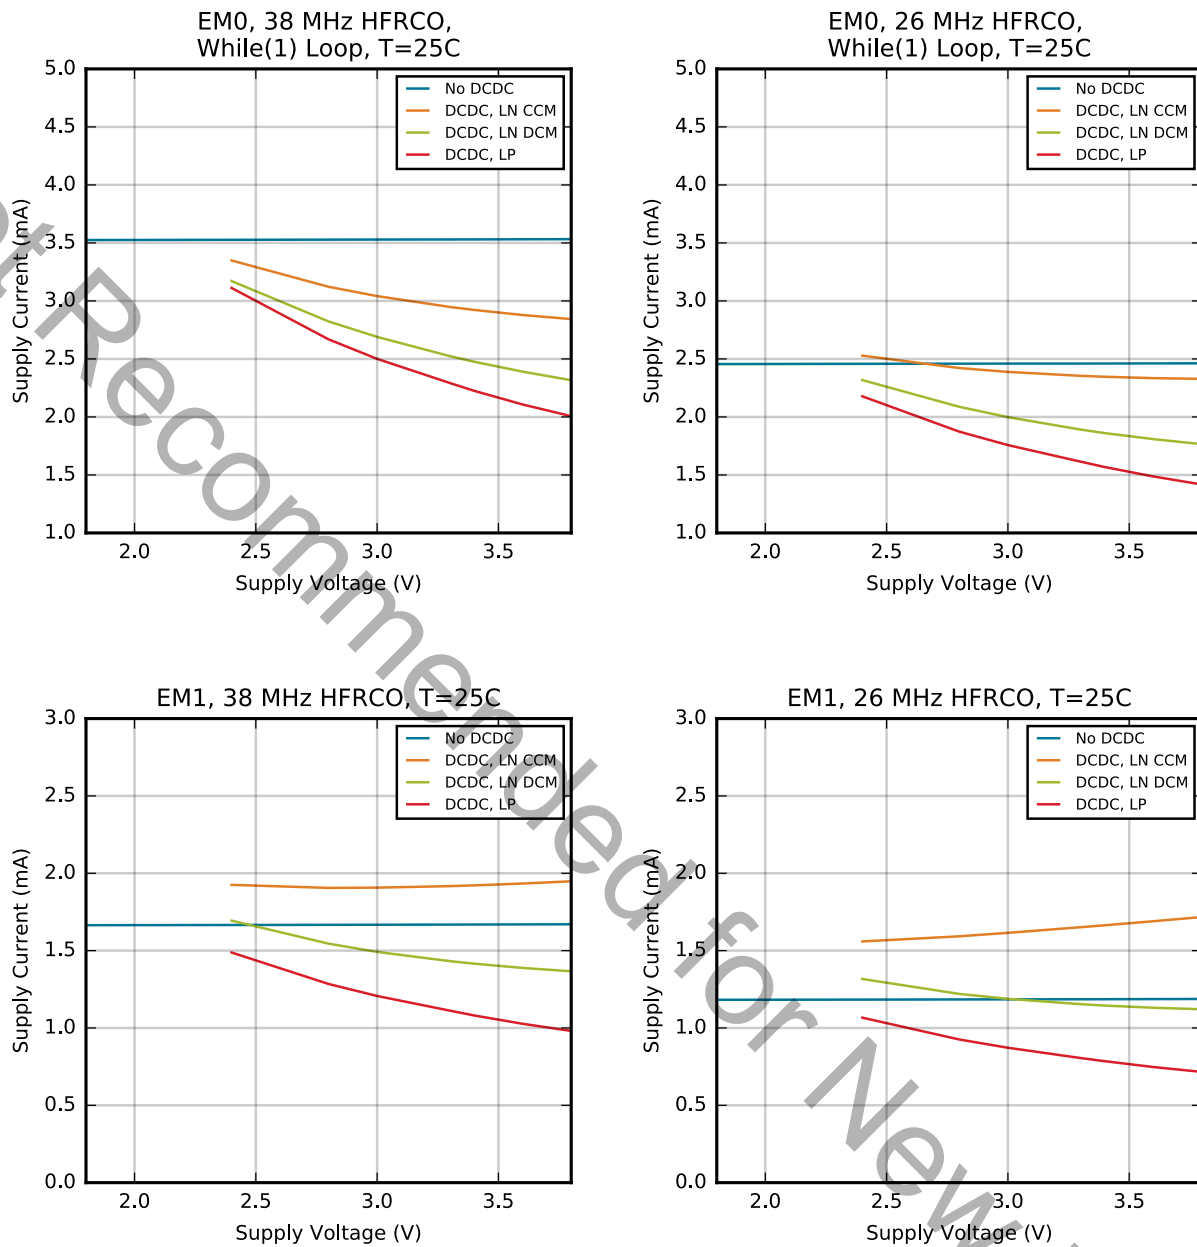 EM0, 38 MHz HFRCO,
While(1) Loop, T=25C
5.0
4.5
4.0
3.5
3.0
2.5
2.0
1.5
1.0
Supply Current (mA)
No DCDC
DCDC, LN CCM
DCDC, LN DCM
DCDC, LP
2.0 2.5 3.0 3.5
Supply Voltage (V)
EM0, 26 MHz HFRCO,
While(1) Loop, T=25C
5.0
4.5
4.0
3.5
3.0
2.5
2.0
1.5
1.0
Supply Current (mA)
No DCDC
DCDC, LN CCM
DCDC, LN DCM
DCDC, LP
2.0 2.5 3.0 3.5
Supply Voltage (V)
EM1, 38 MHz HFRCO, T=25C
3.0
2.5
2.0
1.5
1.0
0.5
0.0
Supply Current (mA)
No DCDC
DCDC, LN CCM
DCDC, LN DCM
DCDC, LP
2.0 2.5 3.0 3.5
Supply Voltage (V)
EM1, 26 MHz HFRCO, T=25C
3.0
2.5
2.0
1.5
1.0
0.5
0.0
Supply Current (mA)
No DCDC
DCDC, LN CCM
DCDC, LN DCM
DCDC, LP
2.0 2.5 3.0 3.5
Supply Voltage (V)
Recommended for New